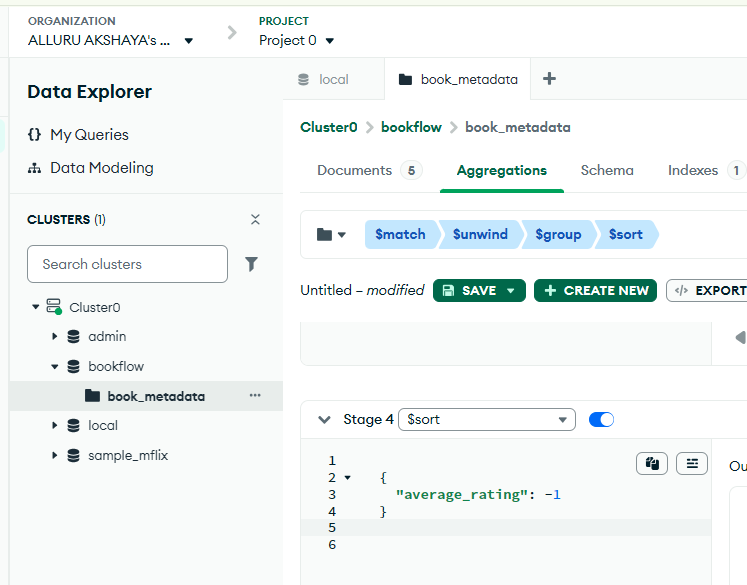 ORGANIZATION
ALLURU AKSHAYA's ...
PROJECT
Project 0
Data Explorer
My Queries
Data Modeling
CLUSTERS (1)
Search clusters
Cluster0
admin
bookflow
book_metadata
local
sample_mflix
local
book_metadata
Cluster0 > bookflow > book_metadata
Documents 5 Aggregations Schema Indexes 1
$match $unwind $group $sort
Untitled – modified SAVE + CREATE NEW </> EXPORT
Stage 4 $sort
1
2 {
3 "average_rating": -1
4 }
5
6
Ou